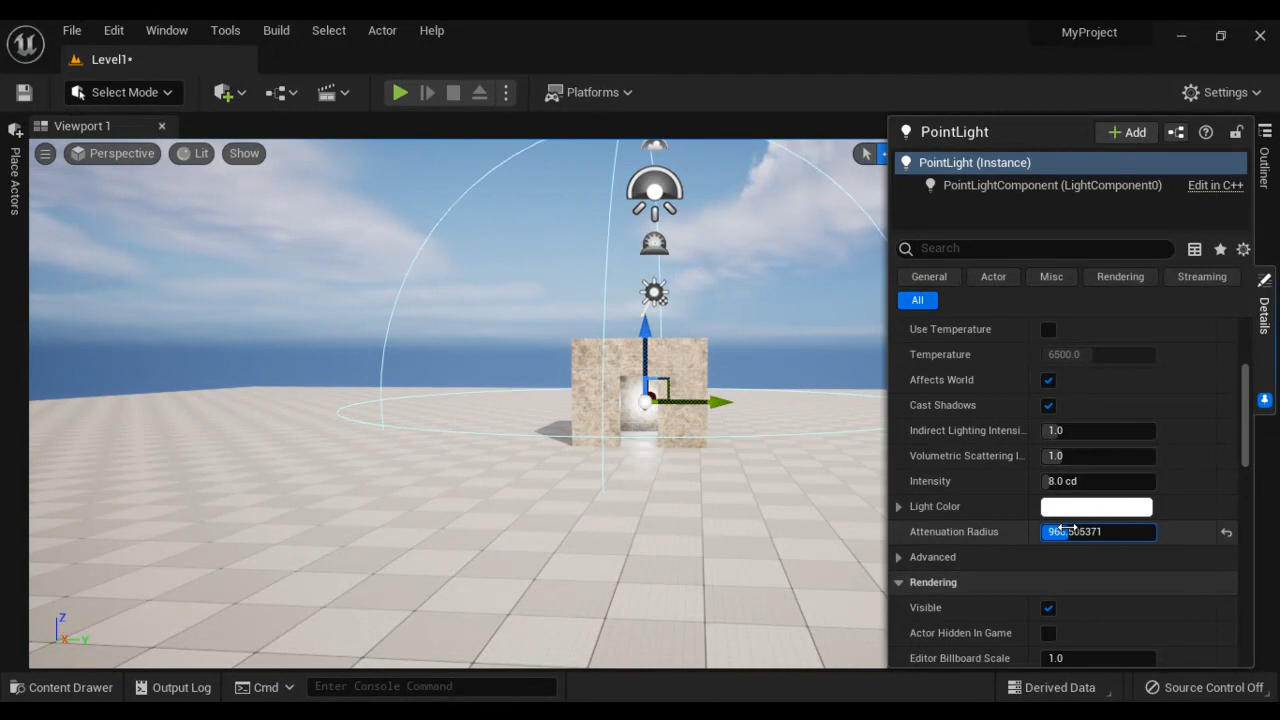 File Edit Window Tools Build Select Actor Help
MyProject
Level1*
Select Mode
Platforms
Settings
Place Actors
Viewport 1
Perspective Lit Show
PointLight
Add
Outliner
PointLight (Instance)
PointLightComponent (LightComponent0) Edit in C++
Search
General Actor Misc Rendering Streaming
All
Details
Use Temperature
Temperature 6500.0
Affects World
Cast Shadows
Indirect Lighting Intensi... 1.0
Volumetric Scattering I... 1.0
Intensity 8.0 cd
Light Color
Attenuation Radius
Advanced
Rendering
Visible
Actor Hidden In Game
Editor Billboard Scale 1.0
Z
X Y
Content Drawer Output Log Cmd Enter Console Command
Derived Data Source Control Off